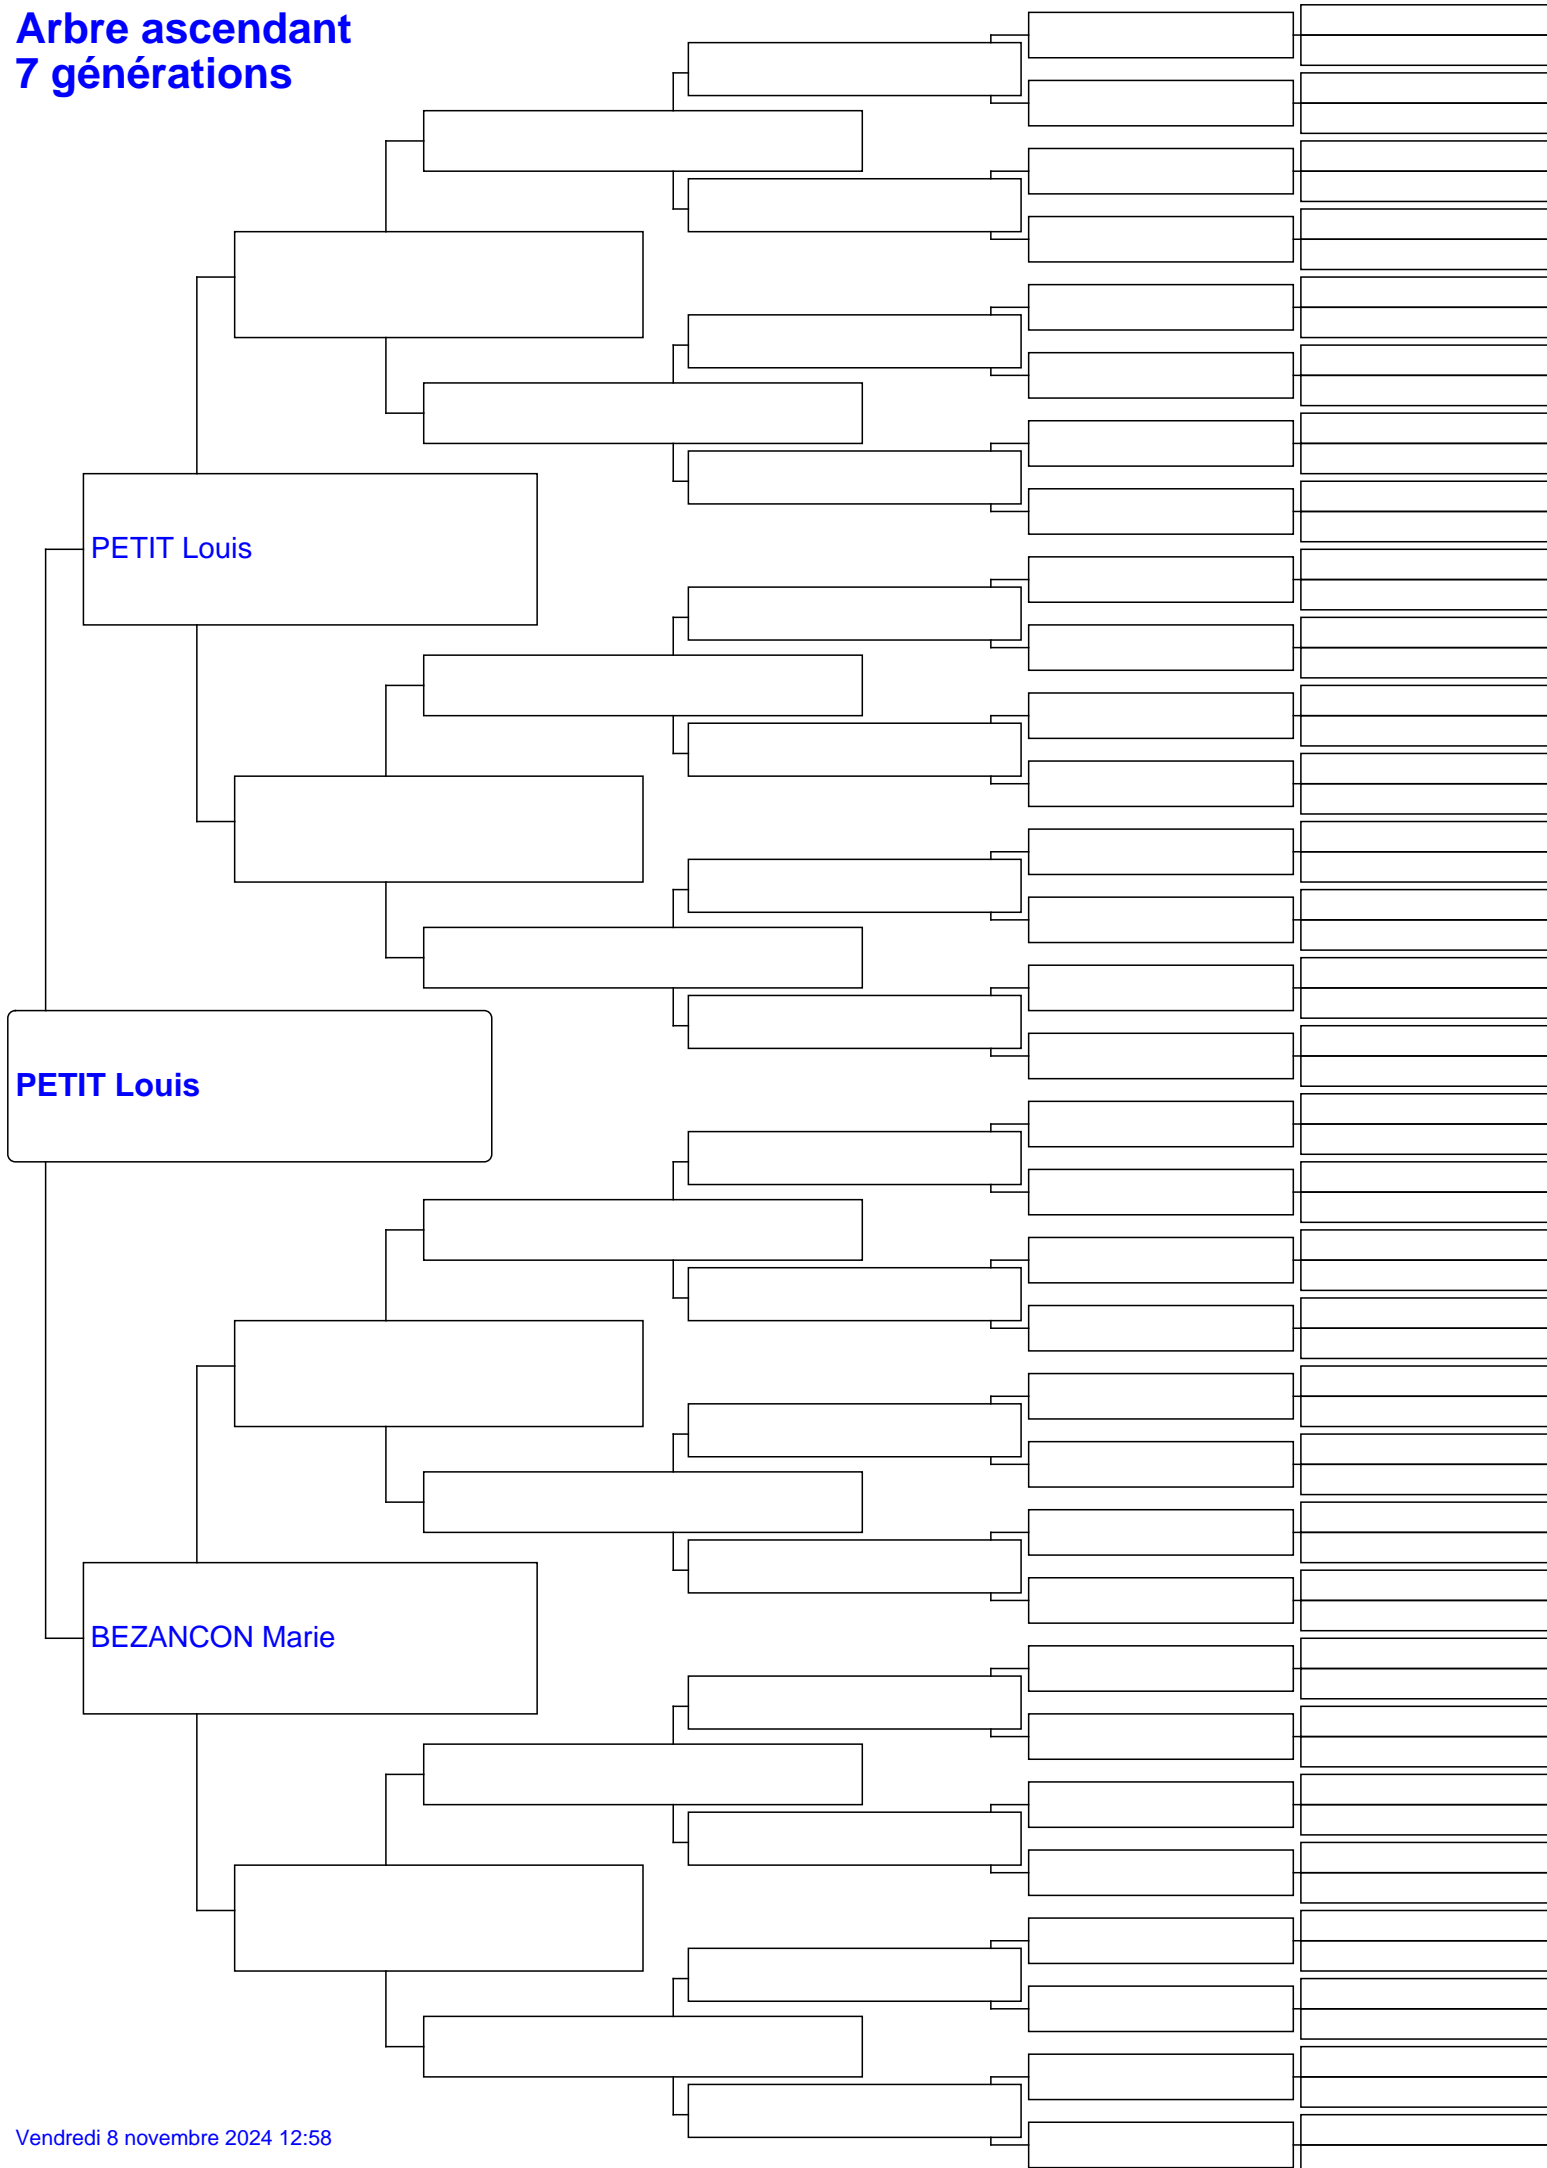 Arbre ascendant
7 générations
PETIT Louis
PETIT Louis
BEZANCON Marie
Vendredi 8 novembre 2024 12:58